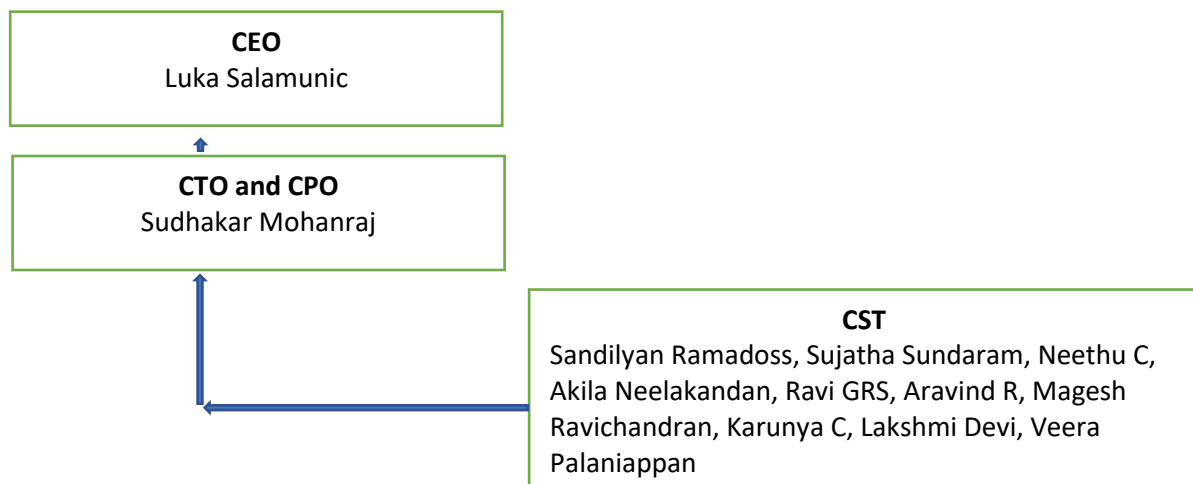 CEO
Luka Salamunic
CTO and CPO
Sudhakar Mohanraj
CST
Sandilyan Ramadoss, Sujatha Sundaram, Neethu C,
Akila Neelakandan, Ravi GRS, Aravind R, Magesh
Ravichandran, Karunya C, Lakshmi Devi, Veera
Palaniappan